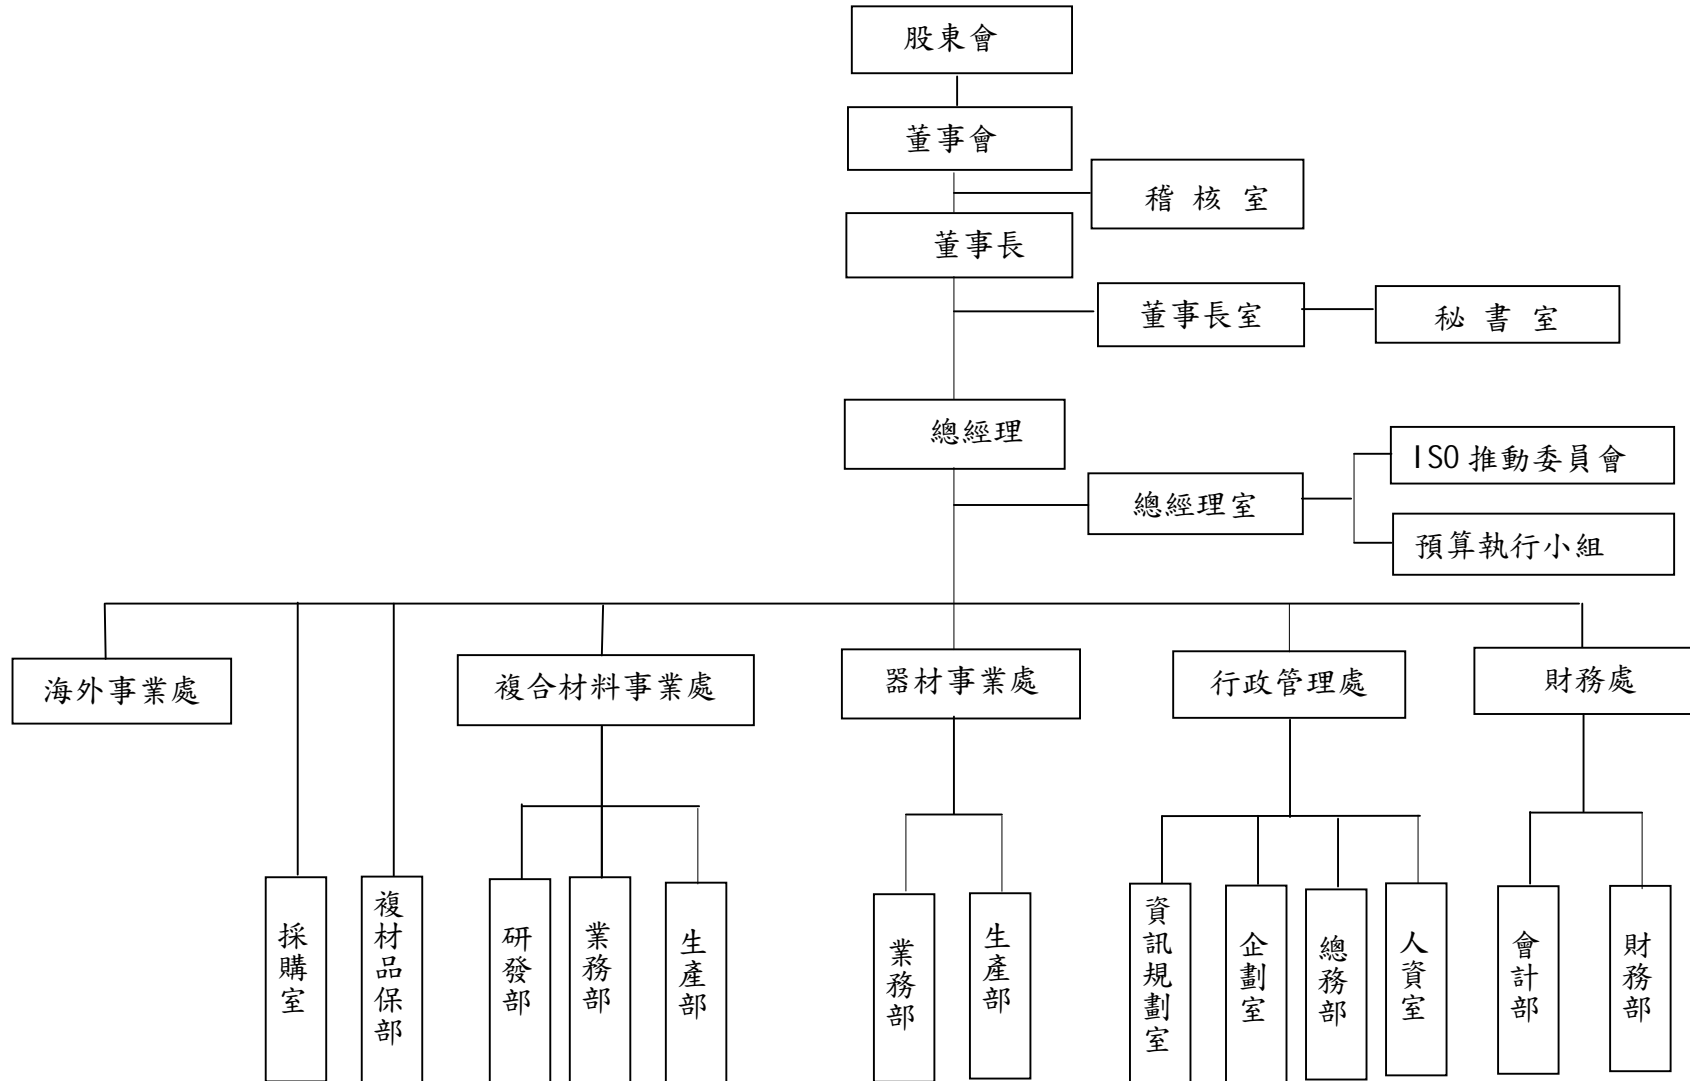 股東會
董事會
稽核室
董事長
董事長室
秘書室
總經理
ISO推動委員會
總經理室
預算執行小組
海外事業處
複合材料事業處
器材事業處
行政管理處
財務處
採購室
複材品保部
研發部
業務部
生產部
業務部
生產部
資訊規劃室
企劃室
總務部
人資室
會計部
財務部